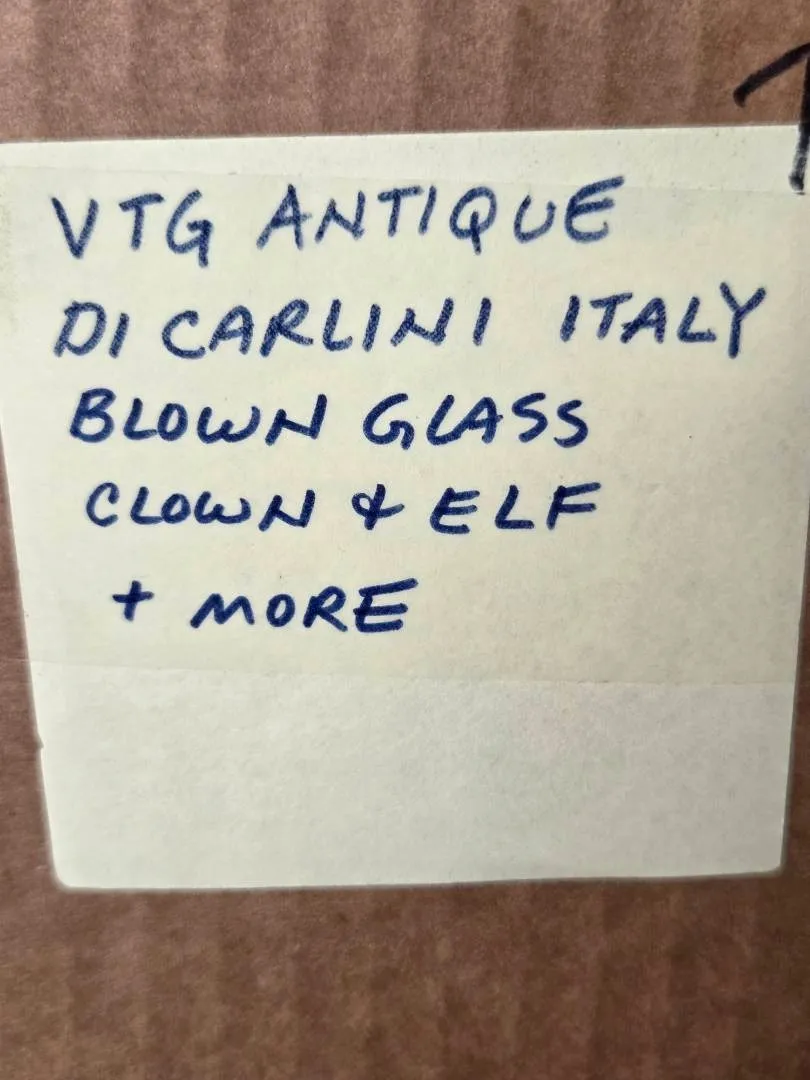 VTG ANTIQUE
DI CARLINI ITALY
BLOWN GLASS
CLOWN & ELF
+ MORE